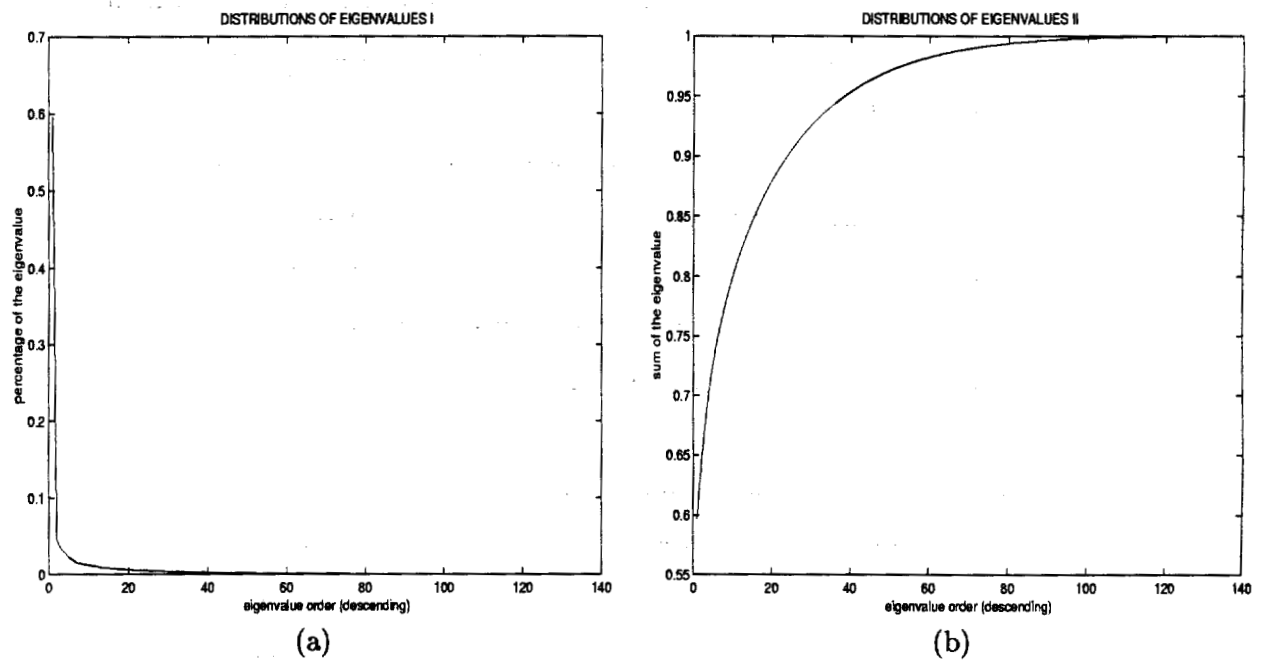 DISTRIBUTIONS OF EIGENVALUES I
percentage of the eigenvalue
0.7
0.6
0.5
0.4
0.3
0.2
0.1
0
0 20 40 60 80 100 120 140
eigenvalue order (descending)
(a)
DISTRIBUTIONS OF EIGENVALUES II
sum of the eigenvalue
1
0.95
0.9
0.85
0.8
0.75
0.7
0.65
0.6
0.55
0 20 40 60 80 100 120 140
eigenvalue order (descending)
(b)